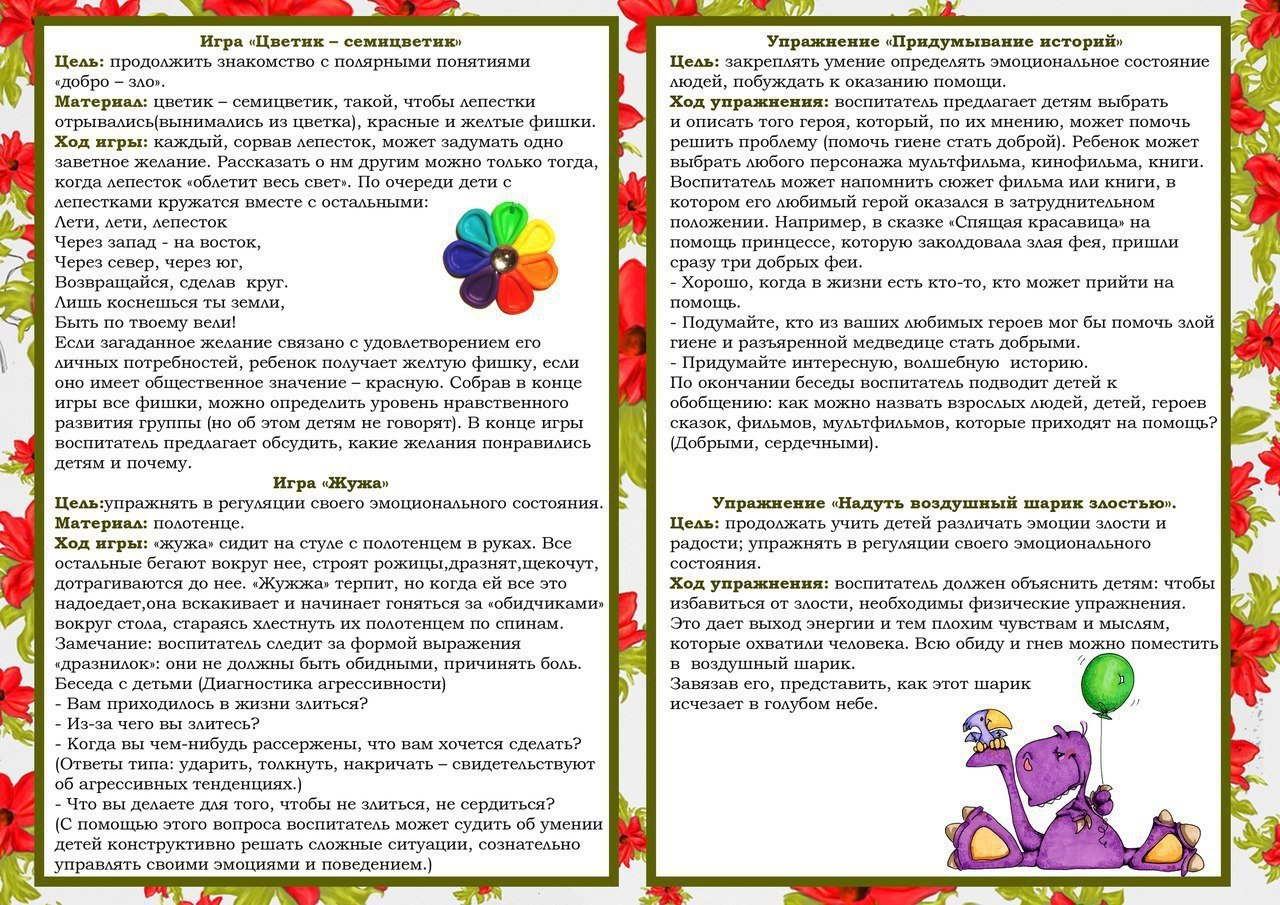 Игра «Цветик – семицветик»
Цель: продолжить знакомство с полярными понятиями
«добро – зло».
Материал: цветик – семицветик, такой, чтобы лепестки
отрывались(вынимались из цветка), красные и желтые фишки.
Ход игры: каждый, сорвав лепесток, может задумать одно
заветное желание. Рассказать о нм другим можно только тогда,
когда лепесток «облетит весь свет». По очереди дети с
лепестками кружатся вместе с остальными:
Лети, лети, лепесток
Через запад - на восток,
Через север, через юг,
Возвращайся, сделав  круг.
Лишь коснешься ты земли,
Быть по твоему вели!
Если загаданное желание связано с удовлетворением его
личных потребностей, ребенок получает желтую фишку, если
оно имеет общественное значение – красную. Собрав в конце
игры все фишки, можно определить уровень нравственного
развития группы (но об этом детям не говорят). В конце игры
воспитатель предлагает обсудить, какие желания понравились
детям и почему.
Игра «Жужа»
Цель:упражнять в регуляции своего эмоционального состояния.
Материал: полотенце.
Ход игры: «жужа» сидит на стуле с полотенцем в руках. Все
остальные бегают вокруг нее, строят рожицы,дразнят,щекочут,
дотрагиваются до нее. «Жужжа» терпит, но когда ей все это
надоедает,она вскакивает и начинает гоняться за «обидчиками»
вокруг стола, стараясь хлестнуть их полотенцем по спинам.
Замечание: воспитатель следит за формой выражения
«дразнилок»: они не должны быть обидными, причинять боль.
Беседа с детьми (Диагностика агрессивности)
- Вам приходилось в жизни злиться?
- Из-за чего вы злитесь?
- Когда вы чем-нибудь рассержены, что вам хочется сделать?
(Ответы типа: ударить, толкнуть, накричать – свидетельствуют
об агрессивных тенденциях.)
- Что вы делаете для того, чтобы не злиться, не сердиться?
(С помощью этого вопроса воспитатель может судить об умении
детей конструктивно решать сложные ситуации, сознательно
управлять своими эмоциями и поведением.)
Упражнение «Придумывание историй»
Цель: закреплять умение определять эмоциональное состояние
людей, побуждать к оказанию помощи.
Ход упражнения: воспитатель предлагает детям выбрать
и описать того героя, который, по их мнению, может помочь
решить проблему (помочь гиене стать доброй). Ребенок может
выбрать любого персонажа мультфильма, кинофильма, книги.
Воспитатель может напомнить сюжет фильма или книги, в
котором его любимый герой оказался в затруднительном
положении. Например, в сказке «Спящая красавица» на
помощь принцессе, которую заколдовала злая фея, пришли
сразу три добрых феи.
- Хорошо, когда в жизни есть кто-то, кто может прийти на
помощь.
- Подумайте, кто из ваших любимых героев мог бы помочь злой
гиене и разъяренной медведице стать добрыми.
- Придумайте интересную, волшебную  историю.
По окончании беседы воспитатель подводит детей к
обобщению: как можно назвать взрослых людей, детей, героев
сказок, фильмов, мультфильмов, которые приходят на помощь?
(Добрыми, сердечными).
Упражнение «Надуть воздушный шарик злостью».
Цель: продолжать учить детей различать эмоции злости и
радости; упражнять в регуляции своего эмоционального
состояния.
Ход упражнения: воспитатель должен объяснить детям: чтобы
избавиться от злости, необходимы физические упражнения.
Это дает выход энергии и тем плохим чувствам и мыслям,
которые охватили человека. Всю обиду и гнев можно поместить
в  воздушный шарик.
Завязав его, представить, как этот шарик
исчезает в голубом небе.